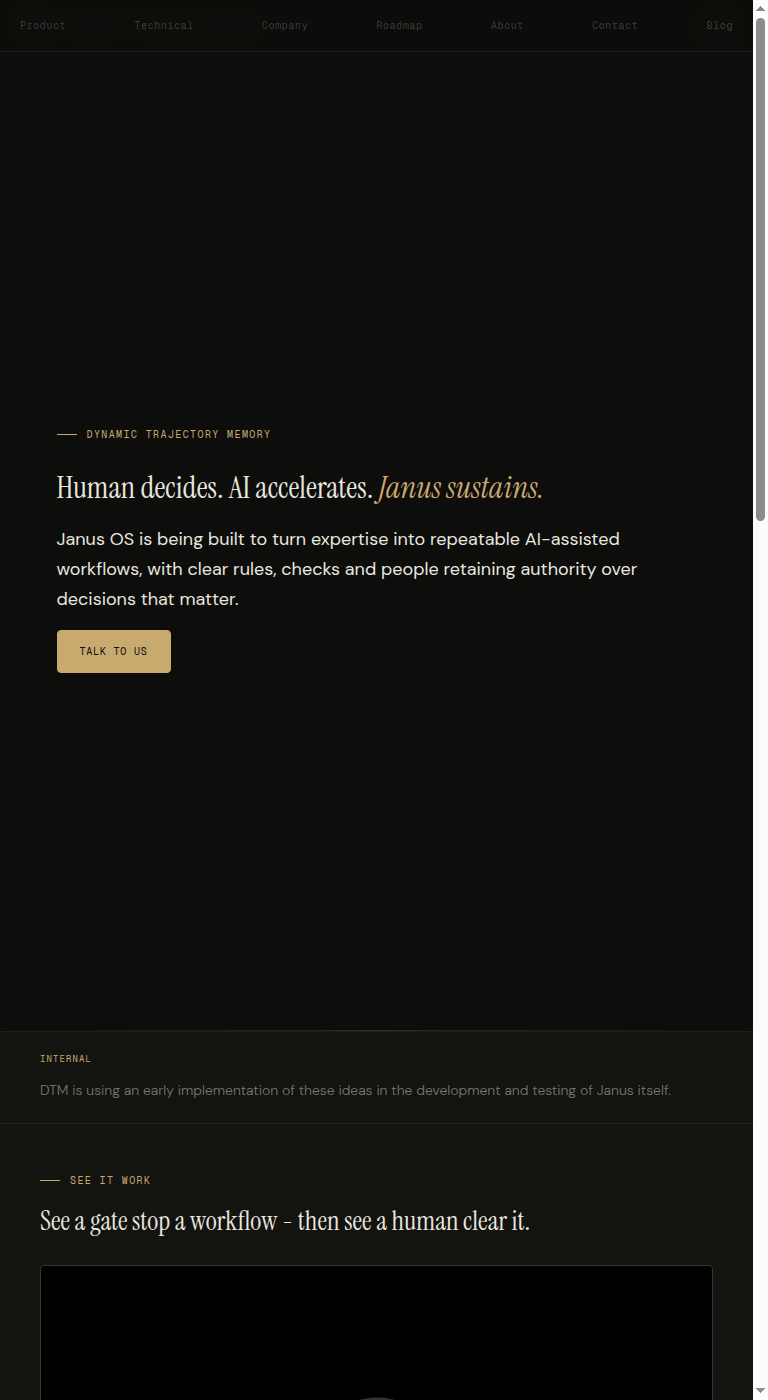 Product Technical Company Roadmap About Contact Blog
DYNAMIC TRAJECTORY MEMORY
Human decides. AI accelerates. Janus sustains.
Janus OS is being built to turn expertise into repeatable AI-assisted
workflows, with clear rules, checks and people retaining authority over
decisions that matter.
TALK TO US
INTERNAL
DTM is using an early implementation of these ideas in the development and testing of Janus itself.
SEE IT WORK
See a gate stop a workflow - then see a human clear it.